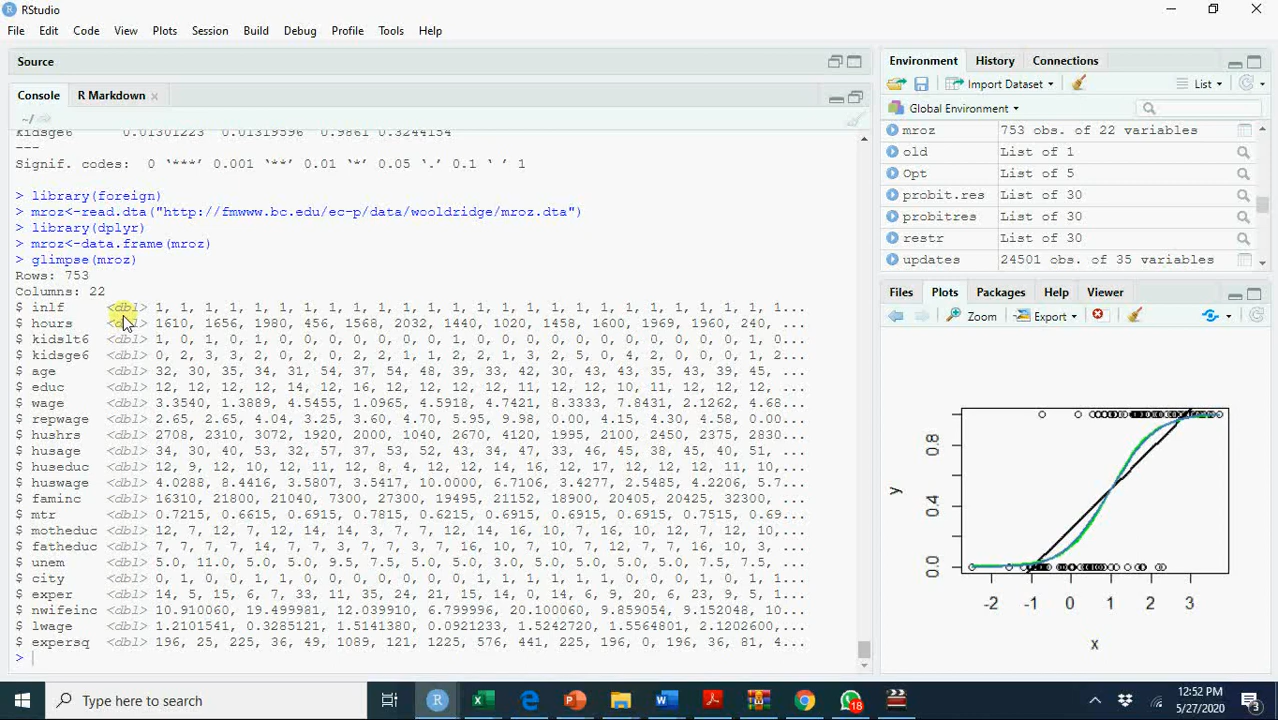 RStudio
File Edit Code View Plots Session Build Debug Profile Tools Help
Source
Console R Markdown
~/
kidsge6 0.01301223 0.01319596 0.9861 0.3244154
---
Signif. codes: 0 ‘***’ 0.001 ‘**’ 0.01 ‘*’ 0.05 ‘.’ 0.1 ‘ ’ 1
> library(foreign)
> mroz<-read.dta("http://fmwww.bc.edu/ec-p/data/wooldridge/mroz.dta")
> library(dplyr)
> mroz<-data.frame(mroz)
> glimpse(mroz)
Rows: 753
Columns: 22
$ inlf <dbl> 1, 1, 1, 1, 1, 1, 1, 1, 1, 1, 1, 1, 1, 1, 1, 1, 1, 1, 1, 1, 1, 1, 1, 1, 1...
$ hours <dbl> 1610, 1656, 1980, 456, 1568, 2032, 1440, 1020, 1458, 1600, 1969, 1960, 240, ...
$ kidslt6 <dbl> 1, 0, 1, 0, 1, 0, 0, 0, 0, 0, 0, 0, 1, 0, 0, 0, 0, 0, 0, 0, 0, 0, 0, 1, 0...
$ kidsge6 <dbl> 0, 2, 3, 3, 2, 0, 2, 0, 2, 2, 1, 1, 2, 2, 1, 3, 2, 5, 0, 4, 2, 0, 0, 1, 2...
$ age <dbl> 32, 30, 35, 34, 31, 54, 37, 54, 48, 39, 33, 42, 30, 43, 43, 35, 43, 39, 45, ...
$ educ <dbl> 12, 12, 12, 12, 14, 12, 16, 12, 12, 12, 12, 11, 12, 12, 10, 11, 12, 12, 12, ...
$ wage <dbl> 3.3540, 1.3889, 4.5455, 1.0965, 4.5918, 4.7421, 8.3333, 7.8431, 2.1262, 4.68...
$ repwage <dbl> 2.65, 2.65, 4.04, 3.25, 3.60, 4.70, 5.95, 9.98, 0.00, 4.15, 4.30, 4.58, 0.00...
$ hushrs <dbl> 2708, 2310, 3072, 1920, 2000, 1040, 2670, 4120, 1995, 2100, 2450, 2375, 2830...
$ husage <dbl> 34, 30, 40, 53, 32, 57, 37, 53, 52, 43, 34, 47, 33, 46, 45, 38, 45, 40, 51, ...
$ huseduc <dbl> 12, 9, 12, 10, 12, 11, 12, 8, 4, 12, 12, 14, 16, 12, 17, 12, 12, 12, 11, 10,...
$ huswage <dbl> 4.0288, 8.4416, 3.5807, 3.5417, 10.0000, 6.7106, 3.4277, 2.5485, 4.2206, 5.7...
$ faminc <dbl> 16310, 21800, 21040, 7300, 27300, 19495, 21152, 18900, 20405, 20425, 32300, ...
$ mtr <dbl> 0.7215, 0.6615, 0.6915, 0.7815, 0.6215, 0.6915, 0.6915, 0.6915, 0.7515, 0.69...
$ motheduc <dbl> 12, 7, 12, 7, 12, 14, 14, 3, 7, 7, 12, 14, 16, 10, 7, 16, 10, 12, 7, 12, 10,...
$ fatheduc <dbl> 7, 7, 7, 7, 14, 7, 7, 3, 7, 7, 3, 7, 16, 10, 7, 10, 7, 12, 7, 7, 16, 10, 3, ...
$ unem <dbl> 5.0, 11.0, 5.0, 5.0, 9.5, 7.5, 5.0, 5.0, 3.0, 5.0, 5.0, 5.0, 5.0, 7.5, 7.5, ...
$ city <dbl>
$ exper <dbl> 14, 5, 15, 6, 7, 33, 11, 35, 24, 21, 15, 14, 0, 14, 6, 9, 20, 6, 23, 9, 5, 1...
$ nwifeinc <dbl> 10.910060, 19.499981, 12.039910, 6.799996, 20.100060, 9.859054, 9.152048, 10...
$ lwage <dbl> 1.2101541, 0.3285121, 1.5141380, 0.0921233, 1.5242720, 1.5564801, 2.1202600,...
$ expersq <dbl> 196, 25, 225, 36, 49, 1089, 121, 1225, 576, 441, 225, 196, 0, 196, 36, 81, 4...
>
Environment History Connections
Import Dataset List
Global Environment
mroz 753 obs. of 22 variables
old List of 1
Opt List of 5
probit.res List of 30
probitres List of 30
restr List of 30
updates 24501 obs. of 35 variables
Files Plots Packages Help Viewer
Zoom Export
0.8
0.4
0.0
y
-2 -1 0 1 2 3
x
Type here to search
18
12:52 PM
5/27/2020
3